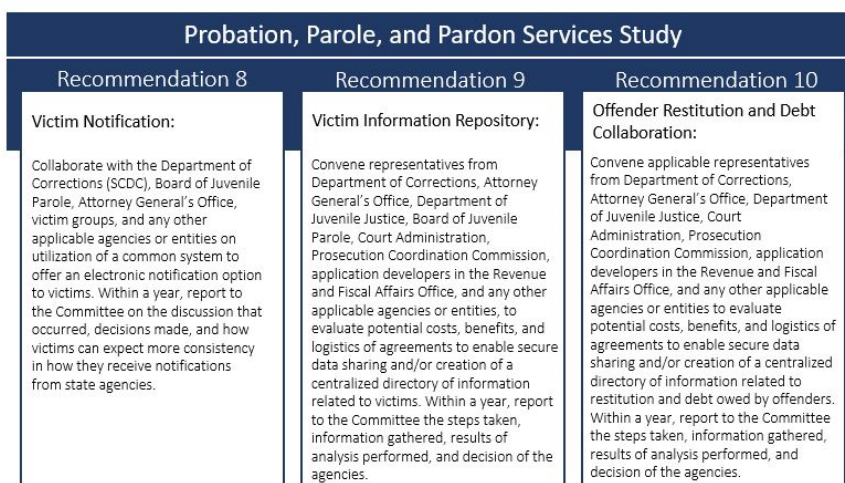 Probation, Parole, and Pardon Services Study
Recommendation 8
Victim Notification:
Collaborate with the Department of
Corrections (SCDC), Board of Juvenile
Parole, Attorney General's Office,
victim groups, and any other
applicable agencies or entities on
utilization of a common system to
offer an electronic notification option
to victims. Within a year, report to
the Committee on the discussion that
occurred, decisions made, and how
victims can expect more consistency
in how they receive notifications
from state agencies.
Recommendation 9
Victim Information Repository:
Convene representatives from
Department of Corrections, Attorney
General's Office, Department of
Juvenile Justice, Board of Juvenile
Parole, Court Administration,
Prosecution Coordination Commission,
application developers in the Revenue
and Fiscal Affairs Office, and any other
applicable agencies or entities, to
evaluate potential costs, benefits, and
logistics of agreements to enable secure
data sharing and/or creation of a
centralized directory of information
related to victims. Within a year, report
to the Committee the steps taken,
information gathered, results of
analysis performed, and decision of the
agencies.
Recommendation 10
Offender Restitution and Debt
Collaboration:
Convene applicable representatives
from Department of Corrections,
Attorney General's Office, Department
of Juvenile Justice, Court
Administration, Prosecution
Coordination Commission, application
developers in the Revenue and Fiscal
Affairs Office, and any other applicable
agencies or entities to evaluate
potential costs, benefits, and logistics of
agreements to enable secure data
sharing and/or creation of a centralized
directory of information related to
restitution and debt owed by offenders.
Within a year, report to the Committee
the steps taken, information gathered,
results of analysis performed, and
decision of the agencies.